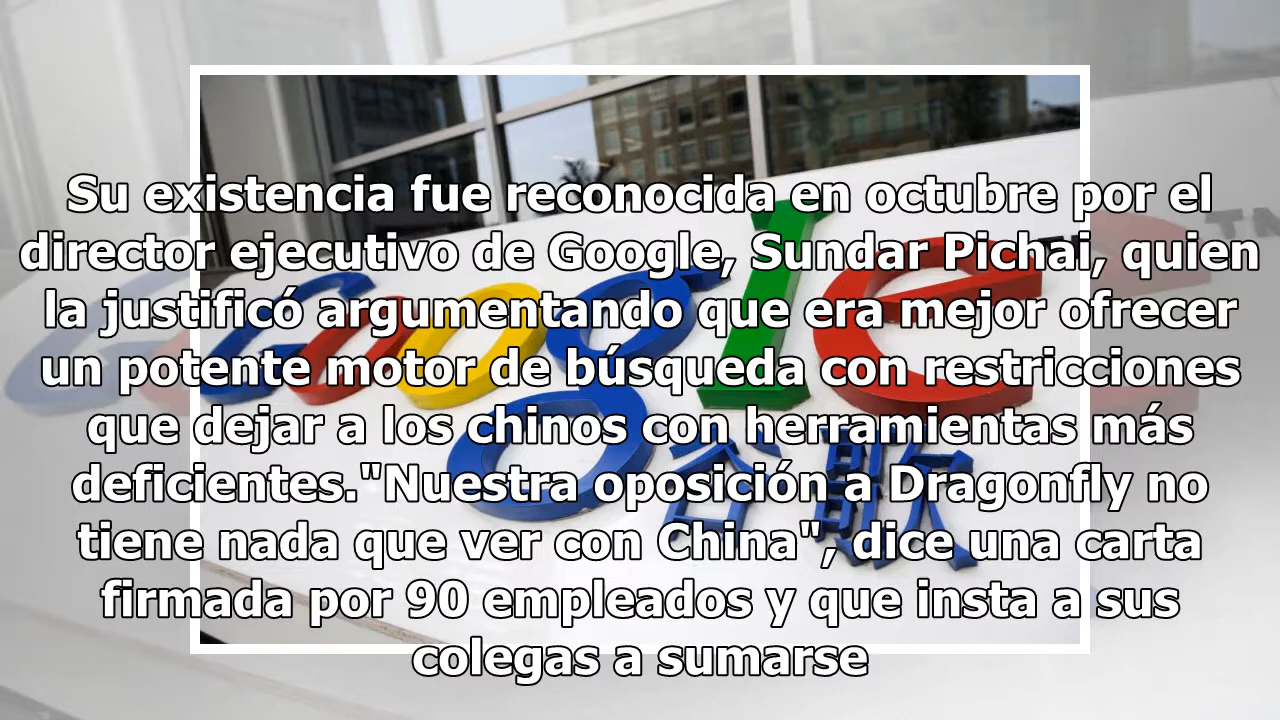 Su existencia fue reconocida en octubre por el
director ejecutivo de Google, Sundar Pichai, quien
la justificó argumentando que era mejor ofrecer
un potente motor de búsqueda con restricciones
que dejar a los chinos con herramientas más
deficientes."Nuestra oposición a Dragonfly no
tiene nada que ver con China", dice una carta
firmada por 90 empleados y que insta a sus
colegas a sumarse
Google
谷歌